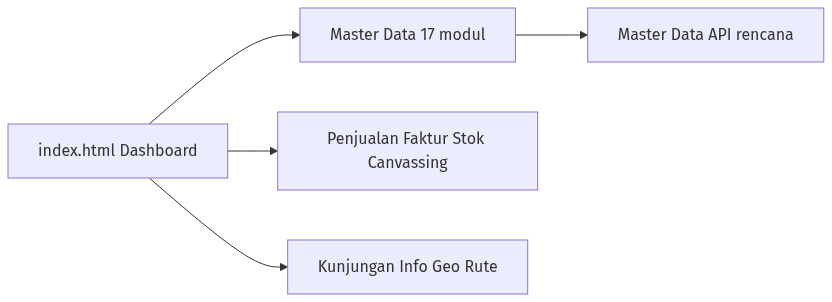 Master Data 17 modul
Master Data API rencana
index.html Dashboard
Penjualan Faktur Stok
Canvassing
Kunjungan Info Geo Rute